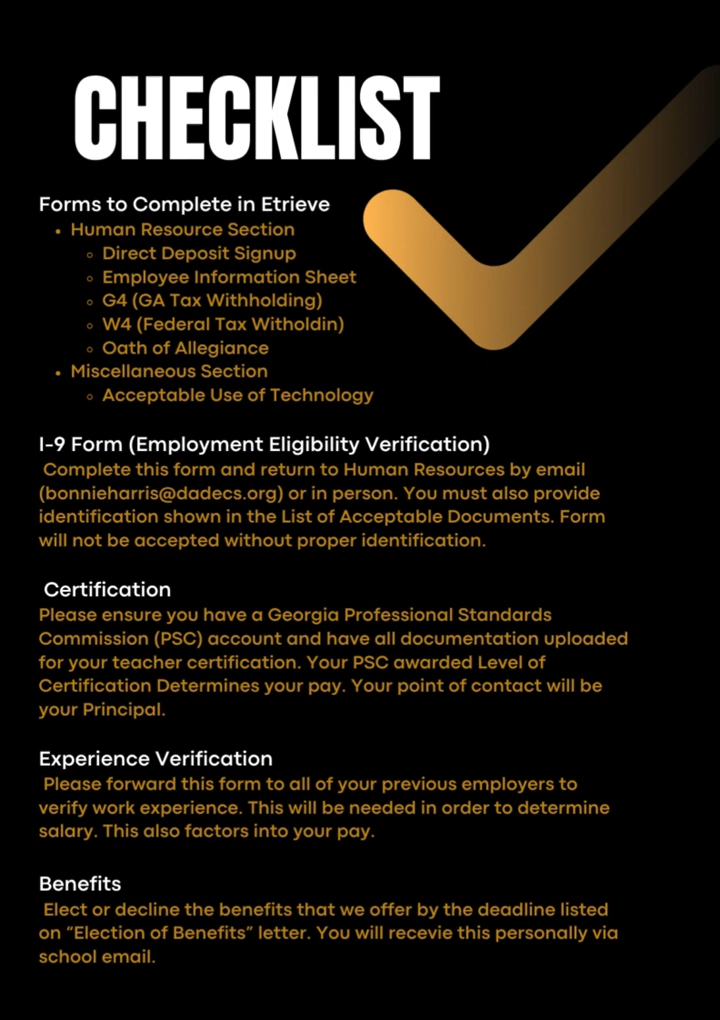 CHECKLIST
Forms to Complete in Etrieve
• Human Resource Section
◦ Direct Deposit Signup
◦ Employee Information Sheet
◦ G4 (GA Tax Withholding)
◦ W4 (Federal Tax Witholdin)
◦ Oath of Allegiance
• Miscellaneous Section
◦ Acceptable Use of Technology
I-9 Form (Employment Eligibility Verification)
Complete this form and return to Human Resources by email
(bonnieharris@dadecs.org) or in person. You must also provide
identification shown in the List of Acceptable Documents. Form
will not be accepted without proper identification.
Certification
Please ensure you have a Georgia Professional Standards
Commission (PSC) account and have all documentation uploaded
for your teacher certification. Your PSC awarded Level of
Certification Determines your pay. Your point of contact will be
your Principal.
Experience Verification
Please forward this form to all of your previous employers to
verify work experience. This will be needed in order to determine
salary. This also factors into your pay.
Benefits
Elect or decline the benefits that we offer by the deadline listed
on “Election of Benefits” letter. You will recevie this personally via
school email.